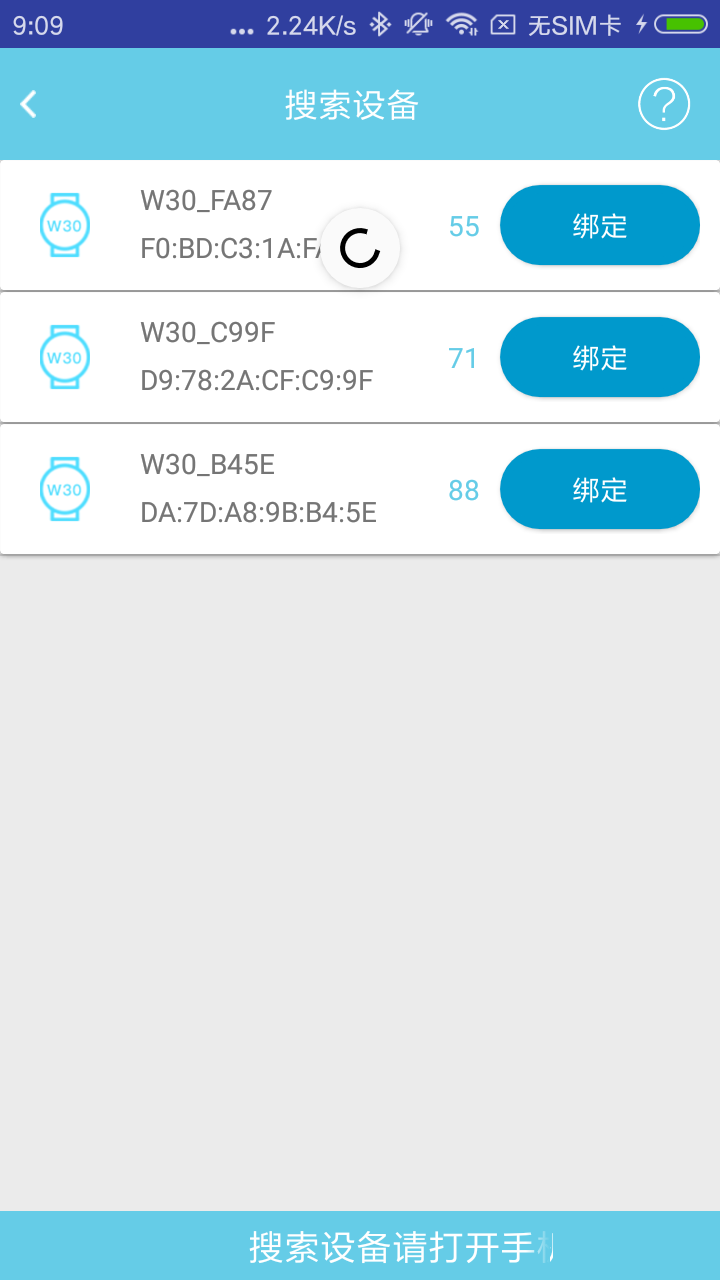 9:09 ... 2.24K/s 无SIM卡
搜索设备 ?
W30 W30_FA87
F0:BD:C3:1A:F 55 绑定
W30 W30_C99F
D9:78:2A:CF:C9:9F 71 绑定
W30 W30_B45E
DA:7D:A8:9B:B4:5E 88 绑定
搜索设备请打开手